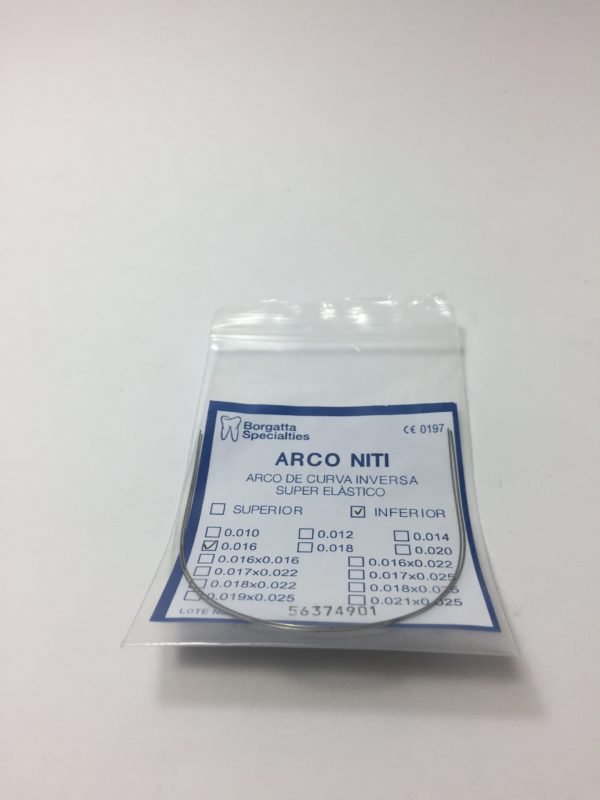 Borgatta
Specialties
CE 0197
ARCO NITI
ARCO DE CURVA INVERSA
SUPER ELÁSTICO
☐ SUPERIOR ☑ INFERIOR
☐ 0.010 ☐ 0.012 ☐ 0.014
☑ 0.016 ☐ 0.018 ☐ 0.020
☐ 0.016x0.016 ☐ 0.016x0.022
☐ 0.017x0.022 ☐ 0.017x0.025
☐ 0.018x0.022 ☐ 0.018x0.025
☐ 0.019x0.025 ☐ 0.021x0.025
LOTE 56374901